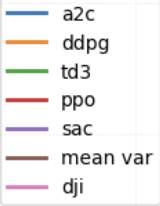 a2c
ddpg
td3
ppo
sac
mean var
dji